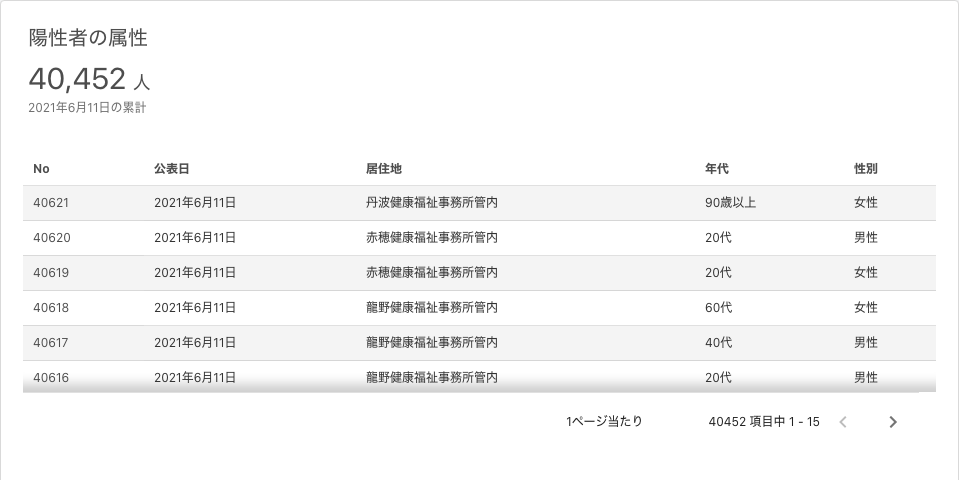 陽性者の属性
40,452 人
2021年6月11日の累計
No 公表日 居住地 年代 性別
40621 2021年6月11日 丹波健康福祉事務所管内 90歳以上 女性
40620 2021年6月11日 赤穂健康福祉事務所管内 20代 男性
40619 2021年6月11日 赤穂健康福祉事務所管内 20代 女性
40618 2021年6月11日 龍野健康福祉事務所管内 60代 女性
40617 2021年6月11日 龍野健康福祉事務所管内 40代 男性
40616 2021年6月11日 龍野健康福祉事務所管内 20代 男性
1ページ当たり 40452 項目中 1 - 15